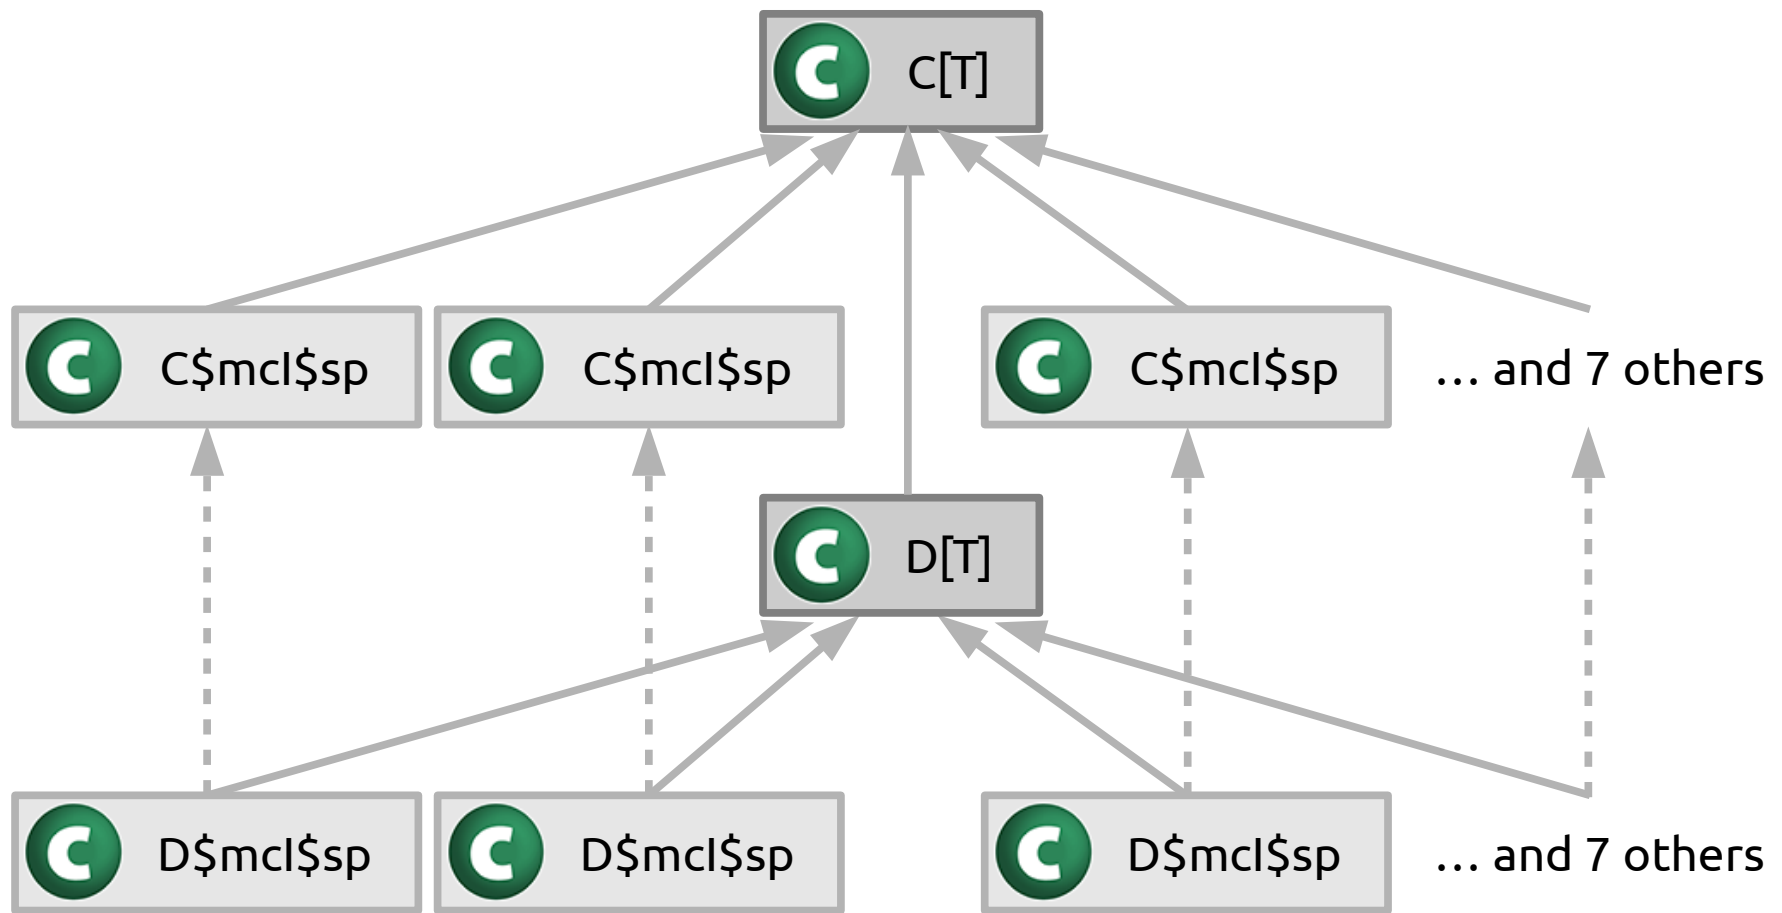 C C[T]
C C$mcI$sp C C$mcI$sp C C$mcI$sp ... and 7 others
C D[T]
C D$mcI$sp C D$mcI$sp C D$mcI$sp ... and 7 others